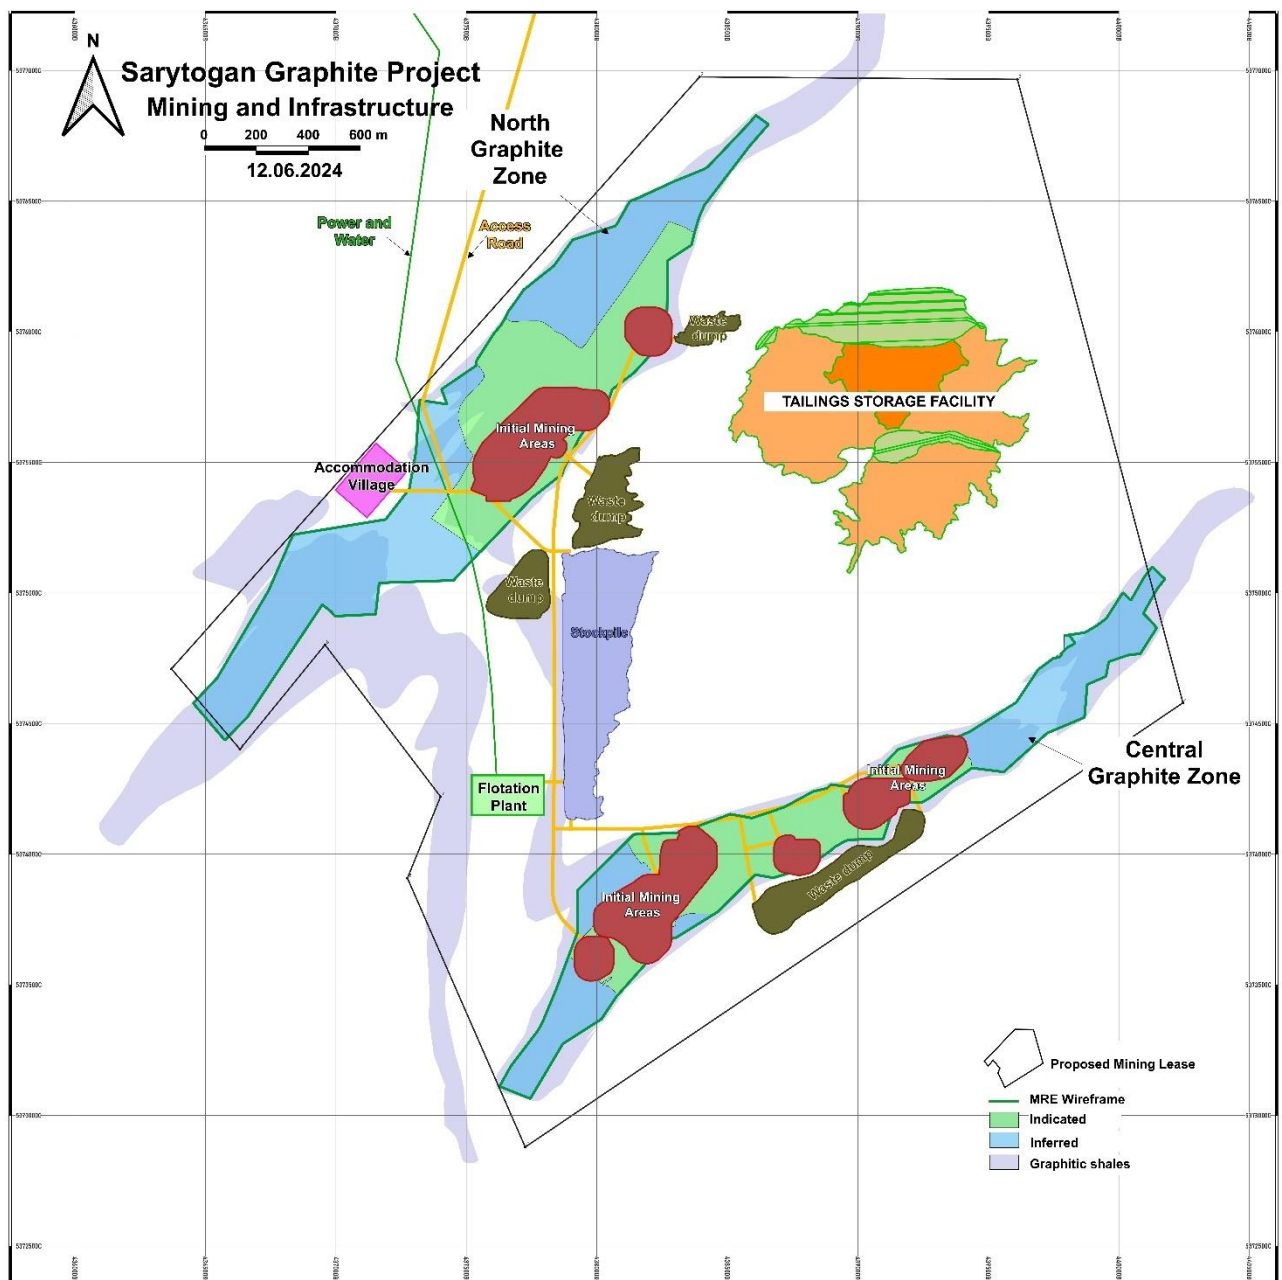 N
Sarytogan Graphite Project
Mining and Infrastructure
0 200 400 600 m
12.06.2024
North
Graphite
Zone
Power and
Water
Access
Road
Waste
dump
TAILINGS STORAGE FACILITY
Initial Mining
Areas
Accommodation
Village
Waste
dump
Waste
dump
Stockpile
Central
Graphite Zone
Initial Mining
Areas
Flotation
Plant
Waste dump
Initial Mining
Areas
Proposed Mining Lease
MRE Wireframe
Indicated
Inferred
Graphitic shales